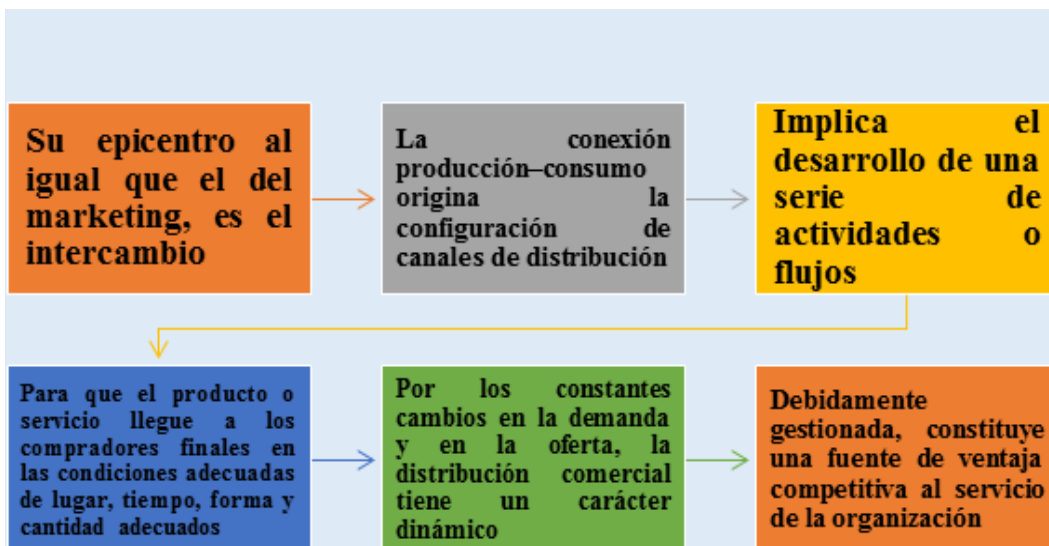 Su epicentro al
igual que el del
marketing, es el
intercambio
La conexión
producción–consumo
origina la
configuración de
canales de distribución
Implica el
desarrollo de una
serie de
actividades o
flujos
Para que el producto o
servicio llegue a los
compradores finales en
las condiciones adecuadas
de lugar, tiempo, forma y
cantidad adecuados
Por los constantes
cambios en la demanda
y en la oferta, la
distribución comercial
tiene un carácter
dinámico
Debidamente
gestionada, constituye
una fuente de ventaja
competitiva al servicio
de la organización